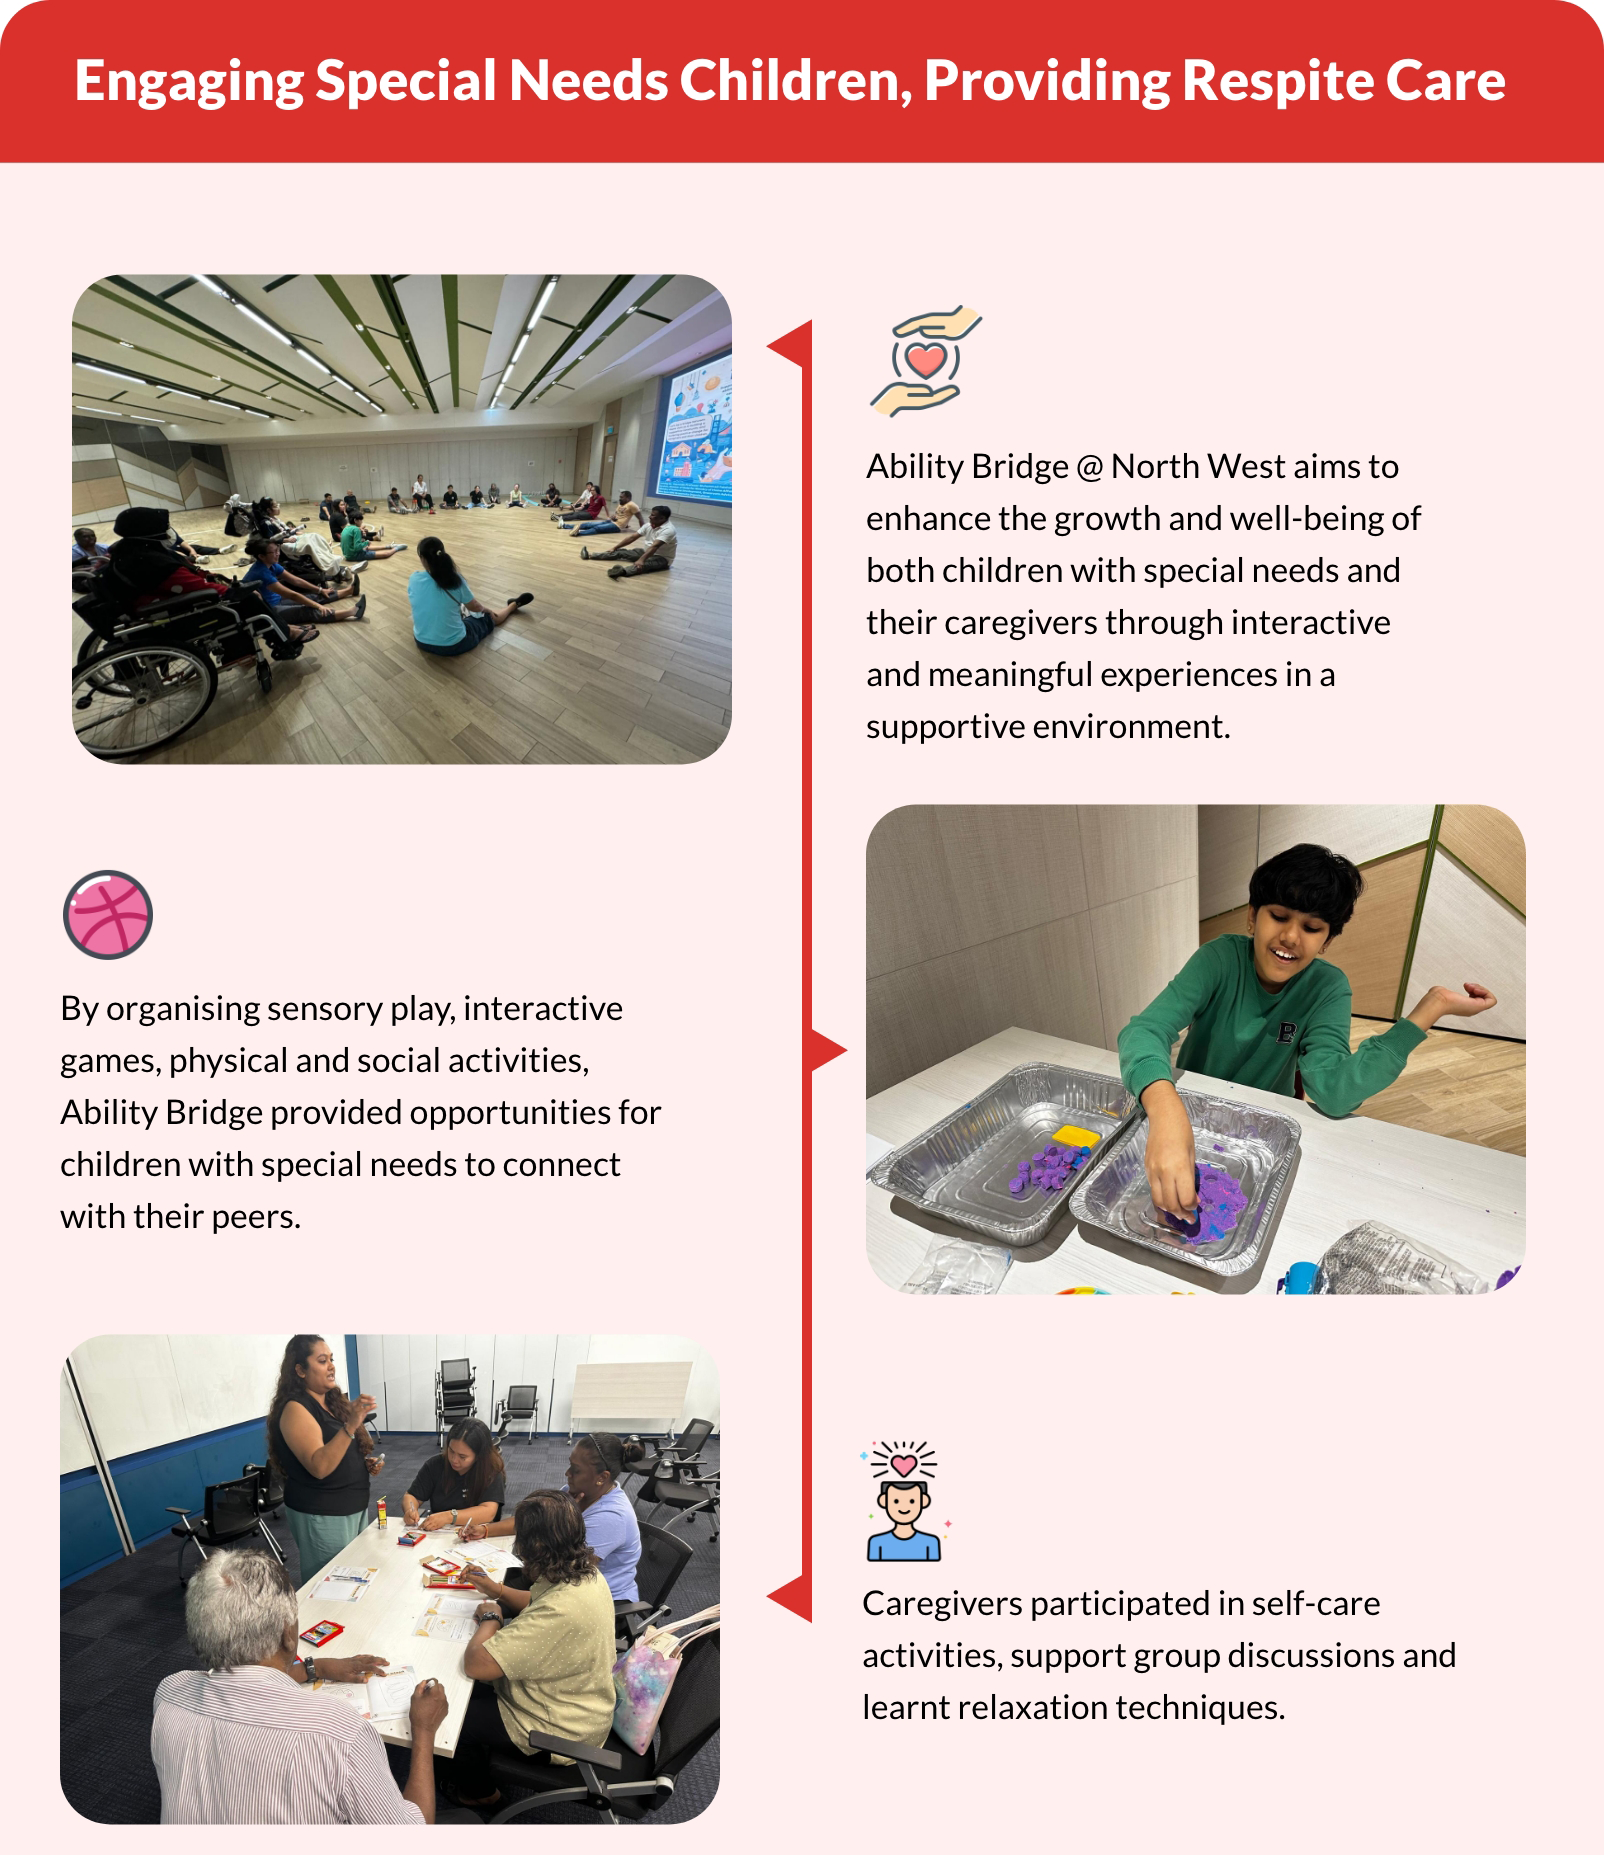 Engaging Special Needs Children, Providing Respite Care
Ability Bridge @ North West aims to
enhance the growth and well-being of
both children with special needs and
their caregivers through interactive
and meaningful experiences in a
supportive environment.
By organising sensory play, interactive
games, physical and social activities,
Ability Bridge provided opportunities for
children with special needs to connect
with their peers.
B
Caregivers participated in self-care
activities, support group discussions and
learnt relaxation techniques.